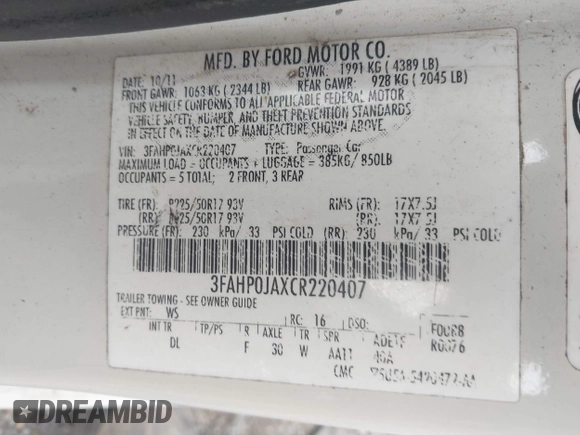 MFD. BY FORD MOTOR CO.
DATE: 10/11 GVWR: 1991 KG ( 4389 LB)
FRONT GAWR: 1063 KG ( 2344 LB) REAR GAWR: 928 KG ( 2045 LB)
THIS VEHICLE CONFORMS TO ALL APPLICABLE FEDERAL MOTOR
VEHICLE SAFETY, BUMPER, AND THEFT PREVENTION STANDARDS
IN EFFECT ON THE DATE OF MANUFACTURE SHOWN ABOVE.
VIN: 3FAHP0JAXCR220407 TYPE: Passenger Car
MAXIMUM LOAD = OCCUPANTS + LUGGAGE = 385KG/ 850LB
OCCUPANTS = 5 TOTAL; 2 FRONT, 3 REAR
TIRE (FR): P225/50R17 93V RIMS (FR): 17X7.5J
(RR): P225/50R17 93V (RR): 17X7.5J
PRESSURE (FR): 230 kPa/ 33 PSI COLD (RR): 230 kPa/ 33 PSI COLD
3FAHP0JAXCR220407
TRAILER TOWING - SEE OWNER GUIDE
EXT PNT: WS RC: 16 DSO: F0088
INT TR TP/PS R AXLE TR SPR R0076
DL F 30 W AA11 40A
CMC
DREAMBID